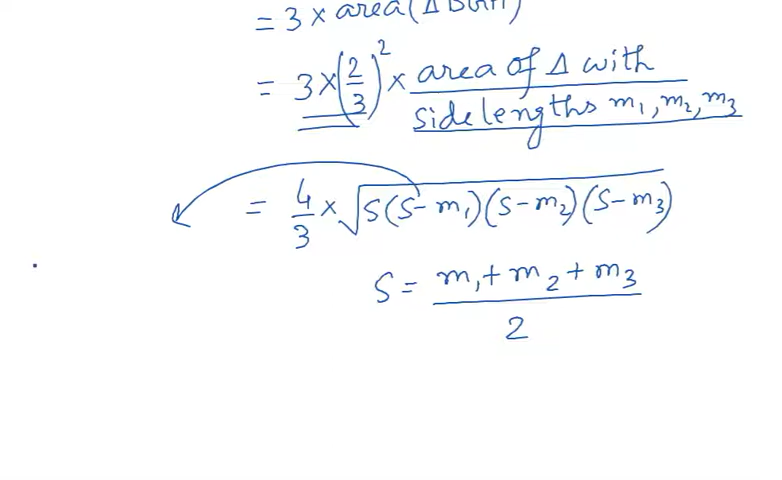 = 3 × area(Δ
= 3×(2/3)² × area of Δ with
side lengths m₁, m₂, m₃
= 4/3 × √S(S-m₁)(S-m₂)(S-m₃)
S = m₁ + m₂ + m₃
2